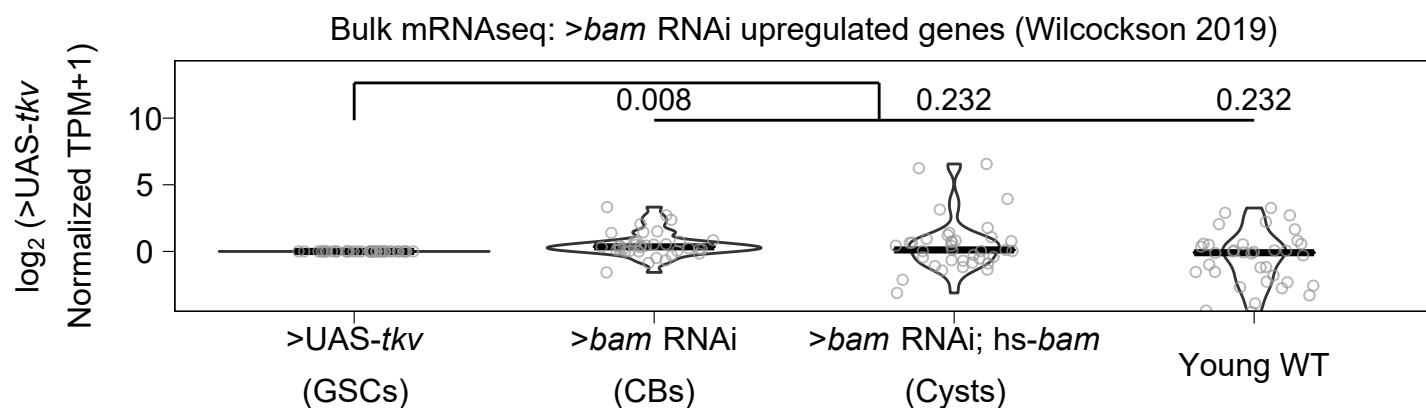 Bulk mRNAseq: >bam RNAi upregulated genes (Wilcockson 2019)
log₂ (>UAS-tkv
Normalized TPM+1)
10
5
0
0.008
0.232
0.232
>UAS-tkv
(GSCs)
>bam RNAi
(CBs)
>bam RNAi; hs-bam
(Cysts)
Young WT